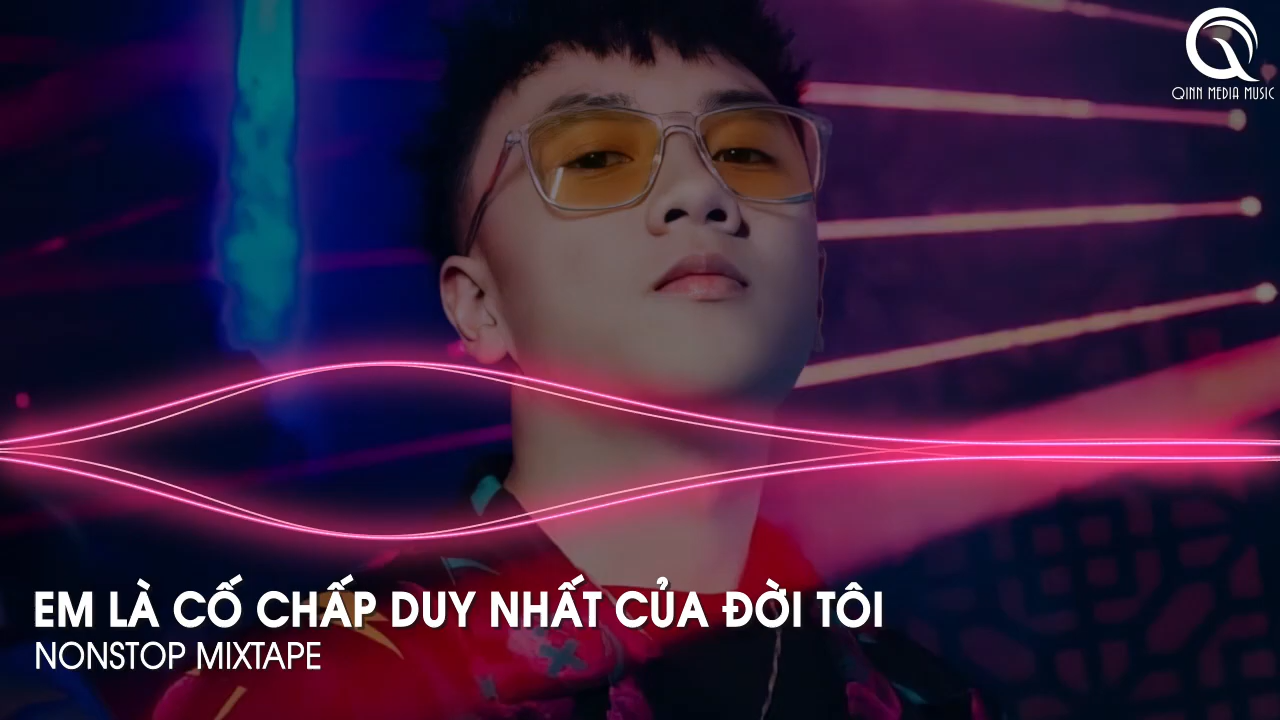 QINN MEDIA MUSIC
EM LÀ CỐ CHẤP DUY NHẤT CỦA ĐỜI TÔI
NONSTOP MIXTAPE